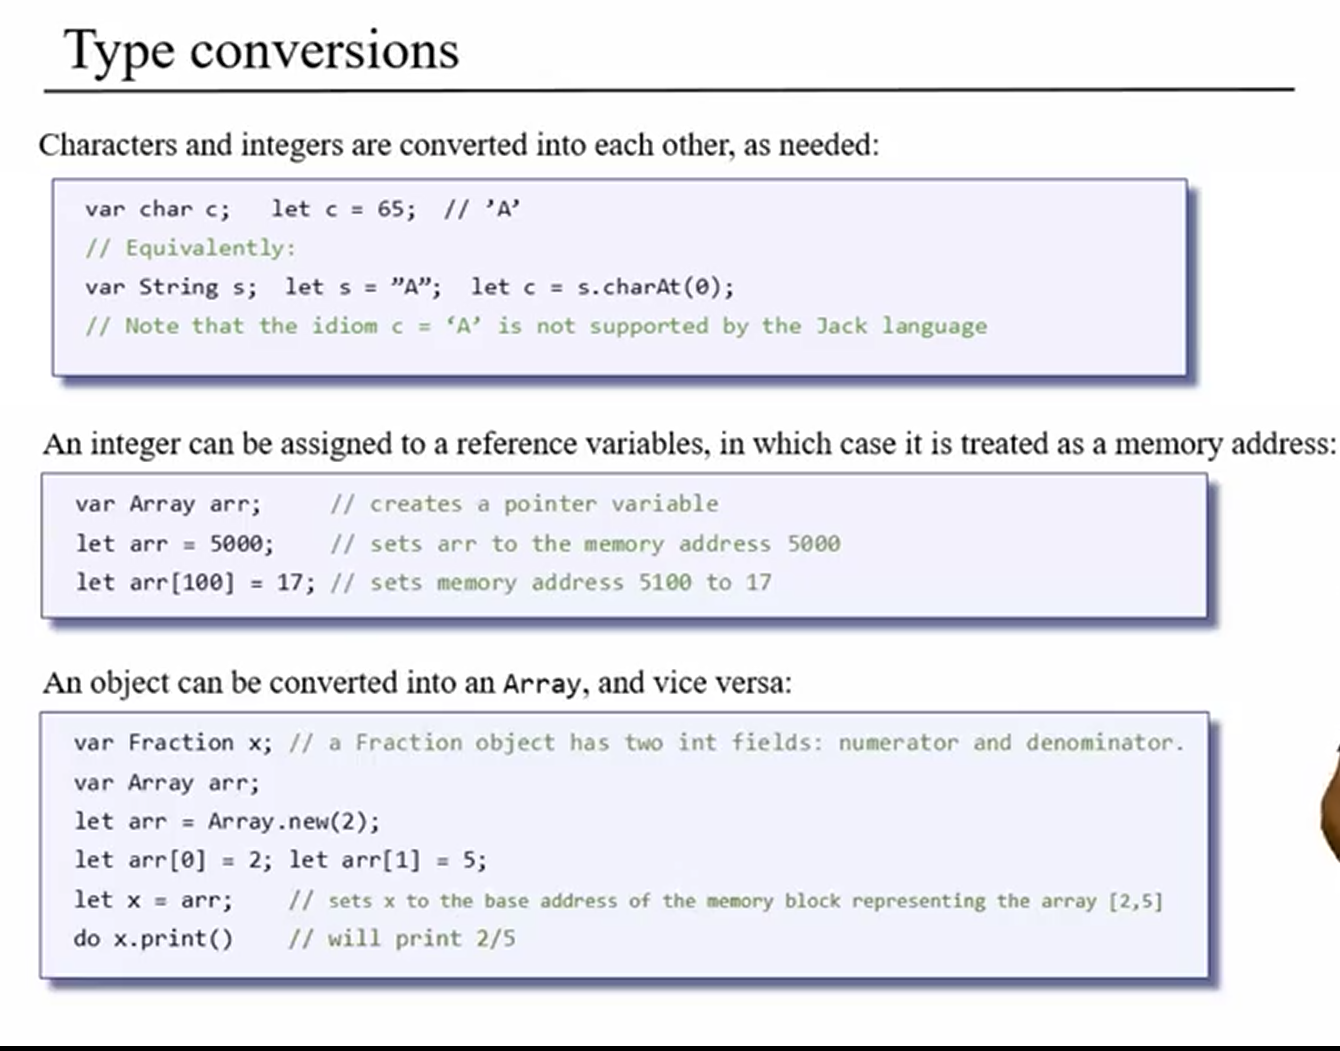 Type conversions
Characters and integers are converted into each other, as needed:
var char c;   let c = 65;  // ’A’
// Equivalently:
var String s;  let s = ”A”;  let c = s.charAt(0);
// Note that the idiom c = ‘A’ is not supported by the Jack language
An integer can be assigned to a reference variables, in which case it is treated as a memory address:
var Array arr;     // creates a pointer variable
let arr = 5000;    // sets arr to the memory address 5000
let arr[100] = 17; // sets memory address 5100 to 17
An object can be converted into an Array, and vice versa:
var Fraction x; // a Fraction object has two int fields: numerator and denominator.
var Array arr;
let arr = Array.new(2);
let arr[0] = 2; let arr[1] = 5;
let x = arr;    // sets x to the base address of the memory block representing the array [2,5]
do x.print()    // will print 2/5